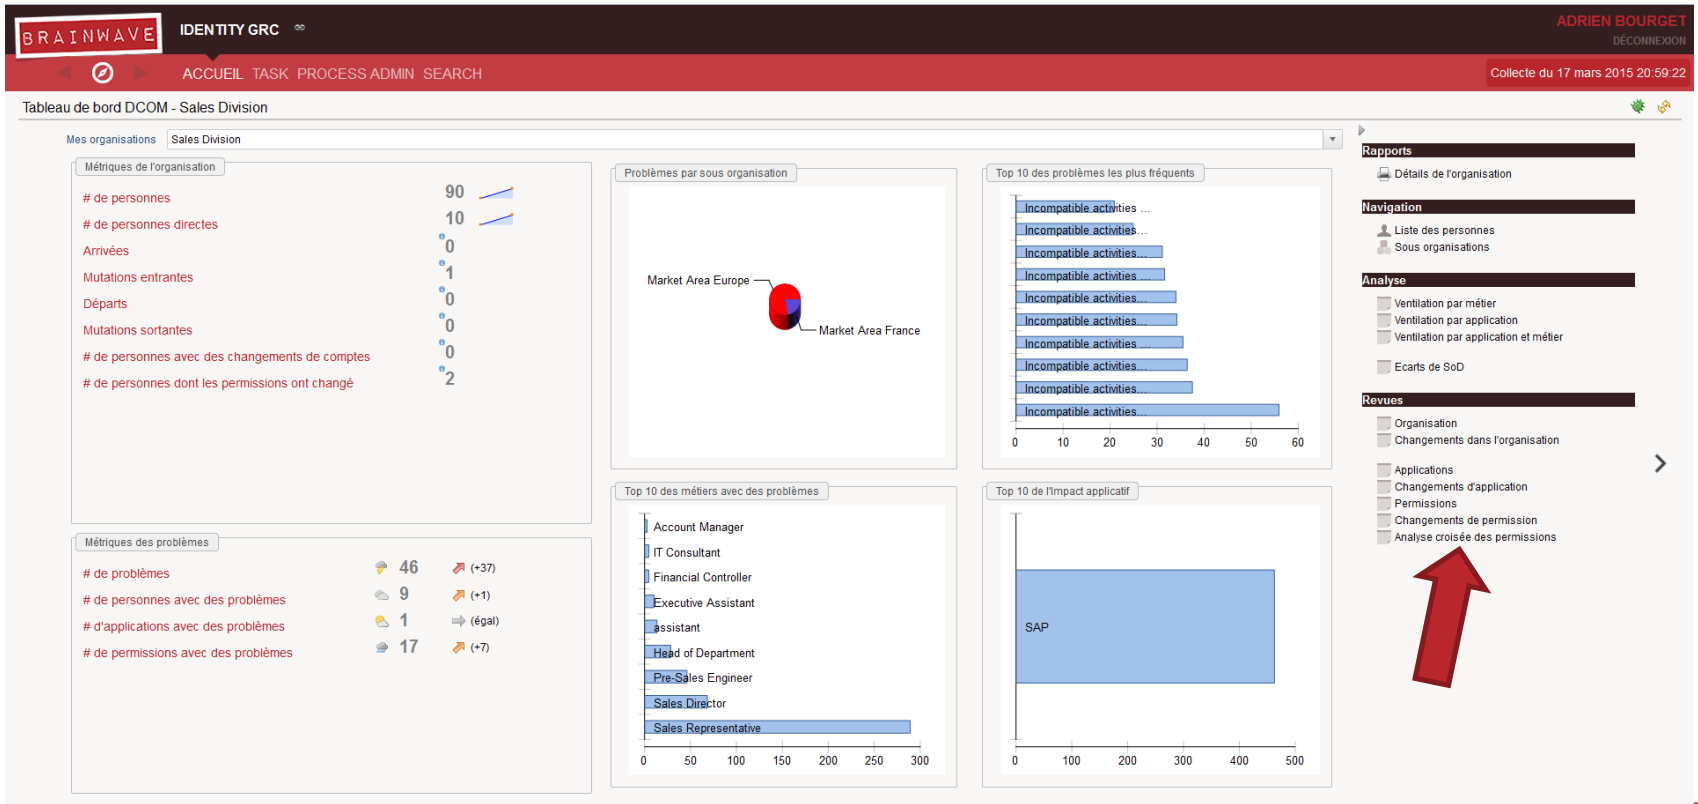 BRAINWAVE
IDENTITY GRC
ADRIEN BOURGET
DÉCONNEXION
ACCUEIL TASK PROCESS ADMIN SEARCH
Collecte du 17 mars 2015 20:59:22
Tableau de bord DCOM - Sales Division
Mes organisations Sales Division
Métriques de l'organisation
# de personnes 90
# de personnes directes 10
Arrivées 0
Mutations entrantes 1
Départs 0
Mutations sortantes 0
# de personnes avec des changements de comptes 0
# de personnes dont les permissions ont changé 2
Métriques des problèmes
# de problèmes 46 (+37)
# de personnes avec des problèmes 9 (+1)
# d'applications avec des problèmes 1 (égal)
# de permissions avec des problèmes 17 (+7)
Problèmes par sous organisation
Market Area Europe
Market Area France
Top 10 des problèmes les plus fréquents
Incompatible activities ...
Incompatible activities...
Incompatible activities...
Incompatible activities ...
Incompatible activities...
Incompatible activities...
Incompatible activities...
Incompatible activities...
Incompatible activities...
Incompatible activities...
0 10 20 30 40 50 60
Top 10 des métiers avec des problèmes
Account Manager
IT Consultant
Financial Controller
Executive Assistant
assistant
Head of Department
Pre-Sales Engineer
Sales Director
Sales Representative
0 50 100 150 200 250 300
Top 10 de l'Impact applicatif
SAP
0 100 200 300 400 500
Rapports
Détails de l'organisation
Navigation
Liste des personnes
Sous organisations
Analyse
Ventilation par métier
Ventilation par application
Ventilation par application et métier
Ecarts de SoD
Revues
Organisation
Changements dans l'organisation
Applications
Changements d'application
Permissions
Changements de permission
Analyse croisée des permissions